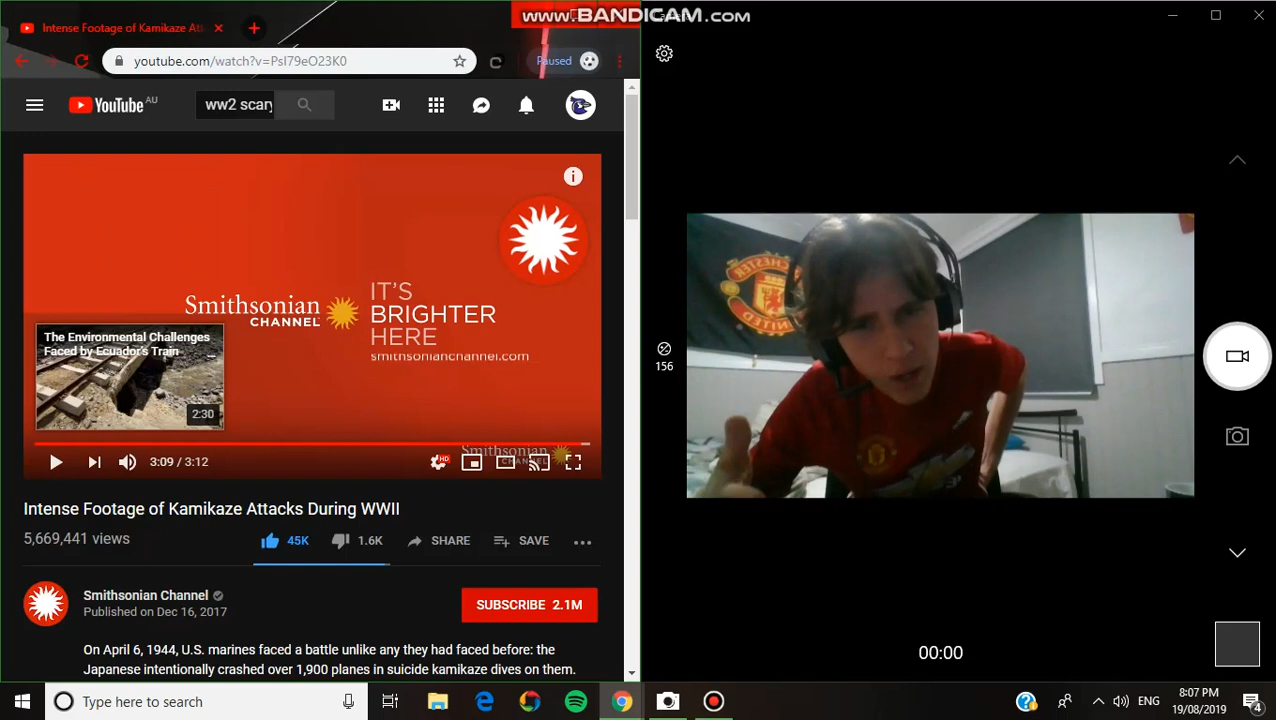 www.BANDICAM.com
Intense Footage of Kamikaze Att
youtube.com/watch?v=PsI79eO23K0
Paused
YouTube AU
ww2 scary
Smithsonian
CHANNEL
IT'S
BRIGHTER
HERE
smithsonianchannel.com
The Environmental Challenges
Faced by Ecuador's Train
2:30
Smithsonian
3:09 / 3:12
HD
Intense Footage of Kamikaze Attacks During WWII
5,669,441 views
45K
1.6K
SHARE
SAVE
Smithsonian Channel
Published on Dec 16, 2017
SUBSCRIBE 2.1M
On April 6, 1944, U.S. marines faced a battle unlike any they had faced before: the
Japanese intentionally crashed over 1,900 planes in suicide kamikaze dives on them.
156
UNITED
00:00
Type here to search
ENG
8:07 PM
19/08/2019
4